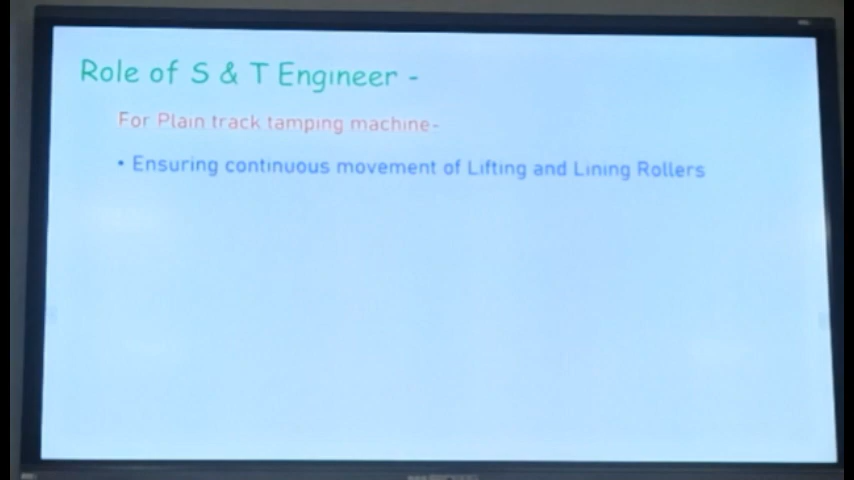 Role of S & T Engineer -
For Plain track tamping machine-
• Ensuring continuous movement of Lifting and Lining Rollers